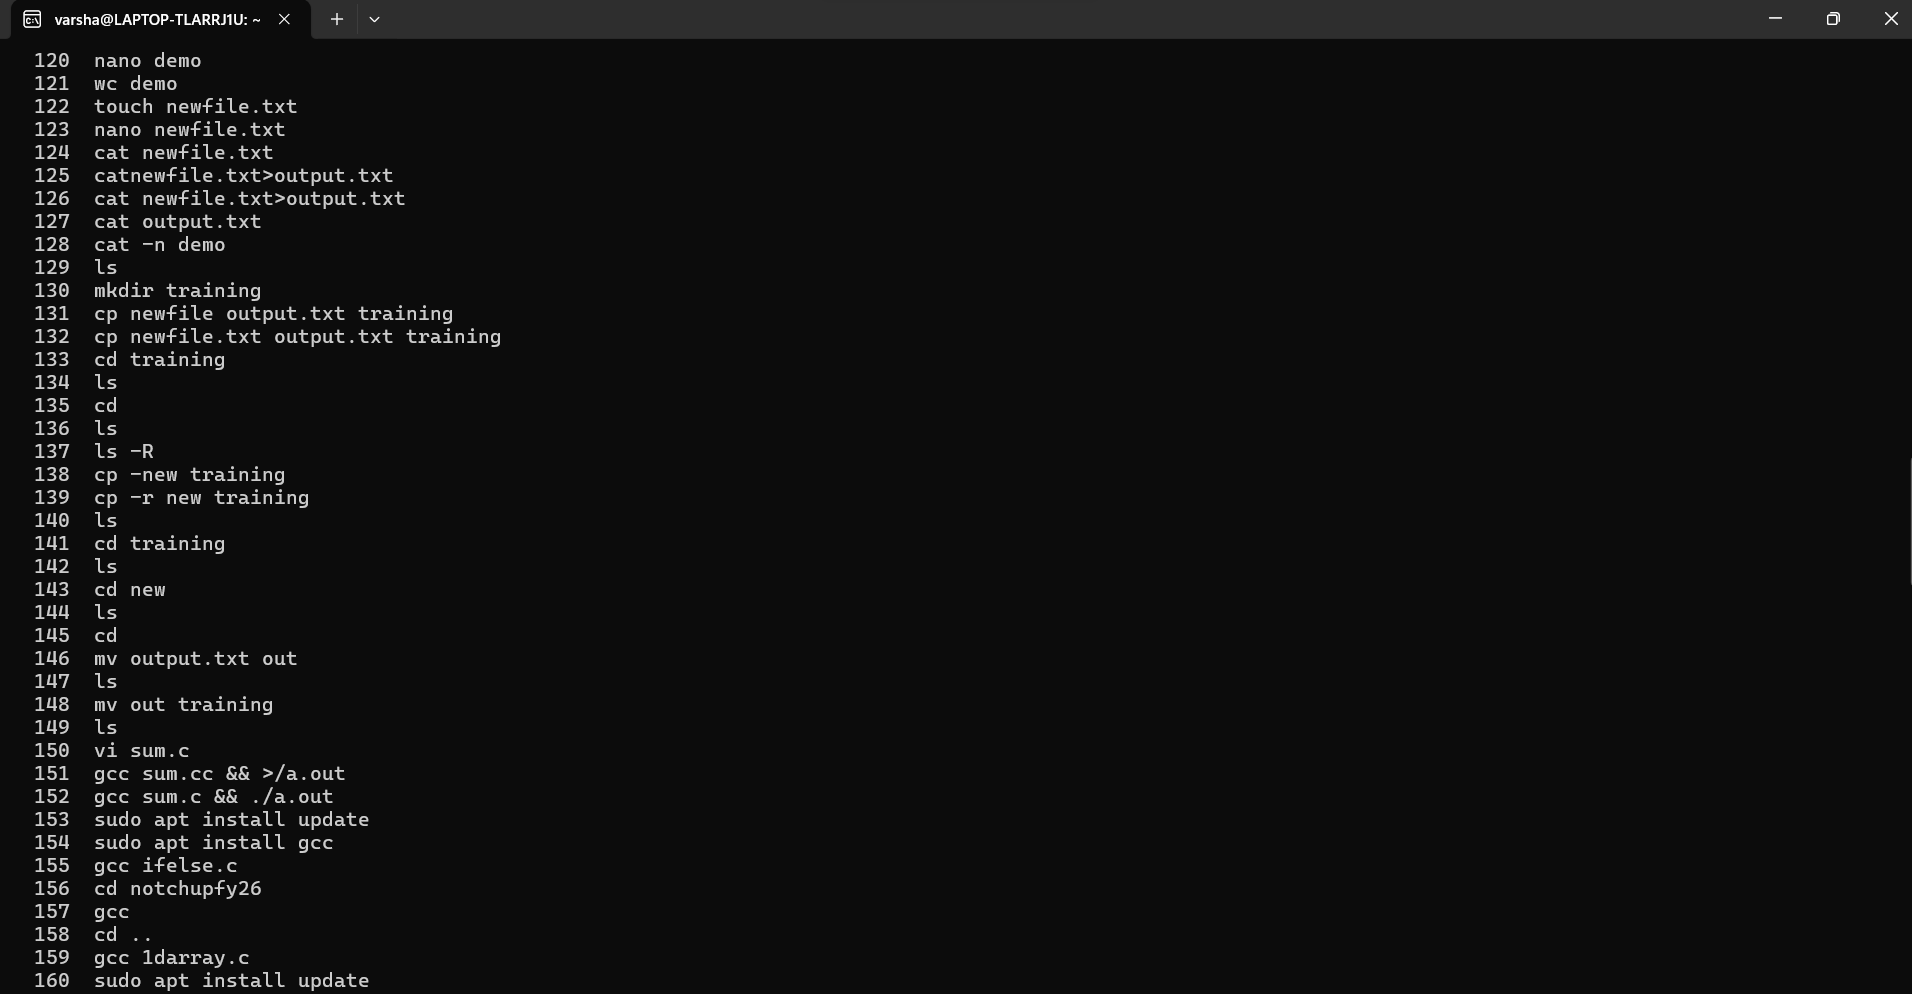 varsha@LAPTOP-TLARRJ1U: ~
120 nano demo
121 wc demo
122 touch newfile.txt
123 nano newfile.txt
124 cat newfile.txt
125 catnewfile.txt>output.txt
126 cat newfile.txt>output.txt
127 cat output.txt
128 cat -n demo
129 ls
130 mkdir training
131 cp newfile output.txt training
132 cp newfile.txt output.txt training
133 cd training
134 ls
135 cd
136 ls
137 ls -R
138 cp -new training
139 cp -r new training
140 ls
141 cd training
142 ls
143 cd new
144 ls
145 cd
146 mv output.txt out
147 ls
148 mv out training
149 ls
150 vi sum.c
151 gcc sum.cc && >/a.out
152 gcc sum.c && ./a.out
153 sudo apt install update
154 sudo apt install gcc
155 gcc ifelse.c
156 cd notchupfy26
157 gcc
158 cd ..
159 gcc 1darray.c
160 sudo apt install update